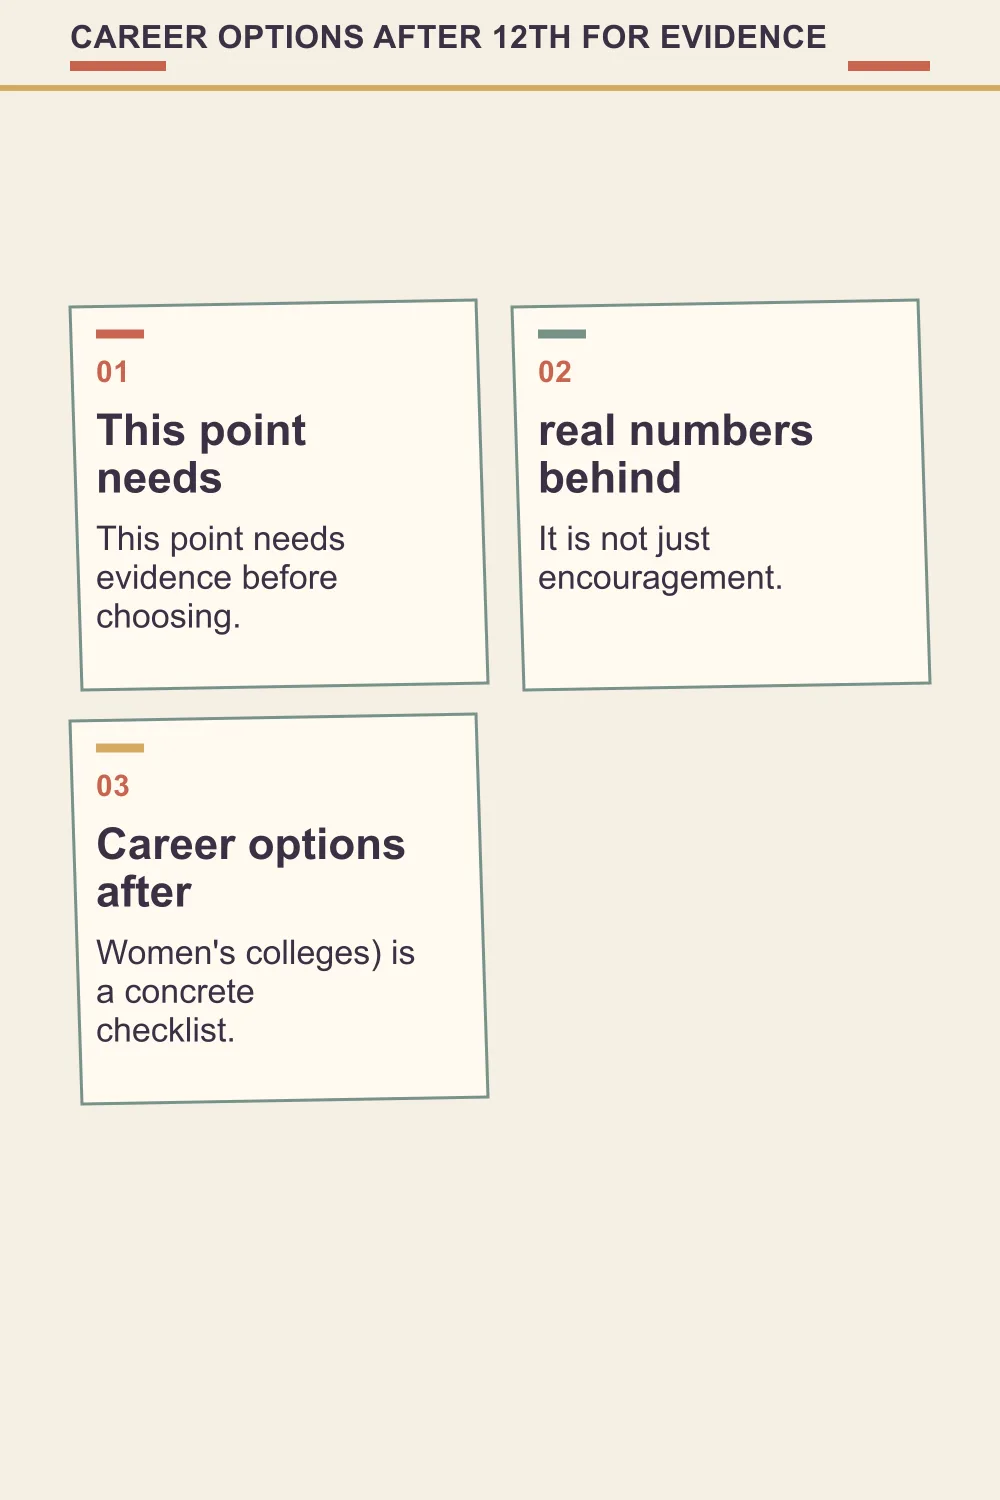 CAREER OPTIONS AFTER 12TH FOR EVIDENCE
01
This point
needs
This point needs
evidence before
choosing.
02
real numbers
behind
It is not just
encouragement.
03
Career options
after
Women's colleges) is
a concrete
checklist.